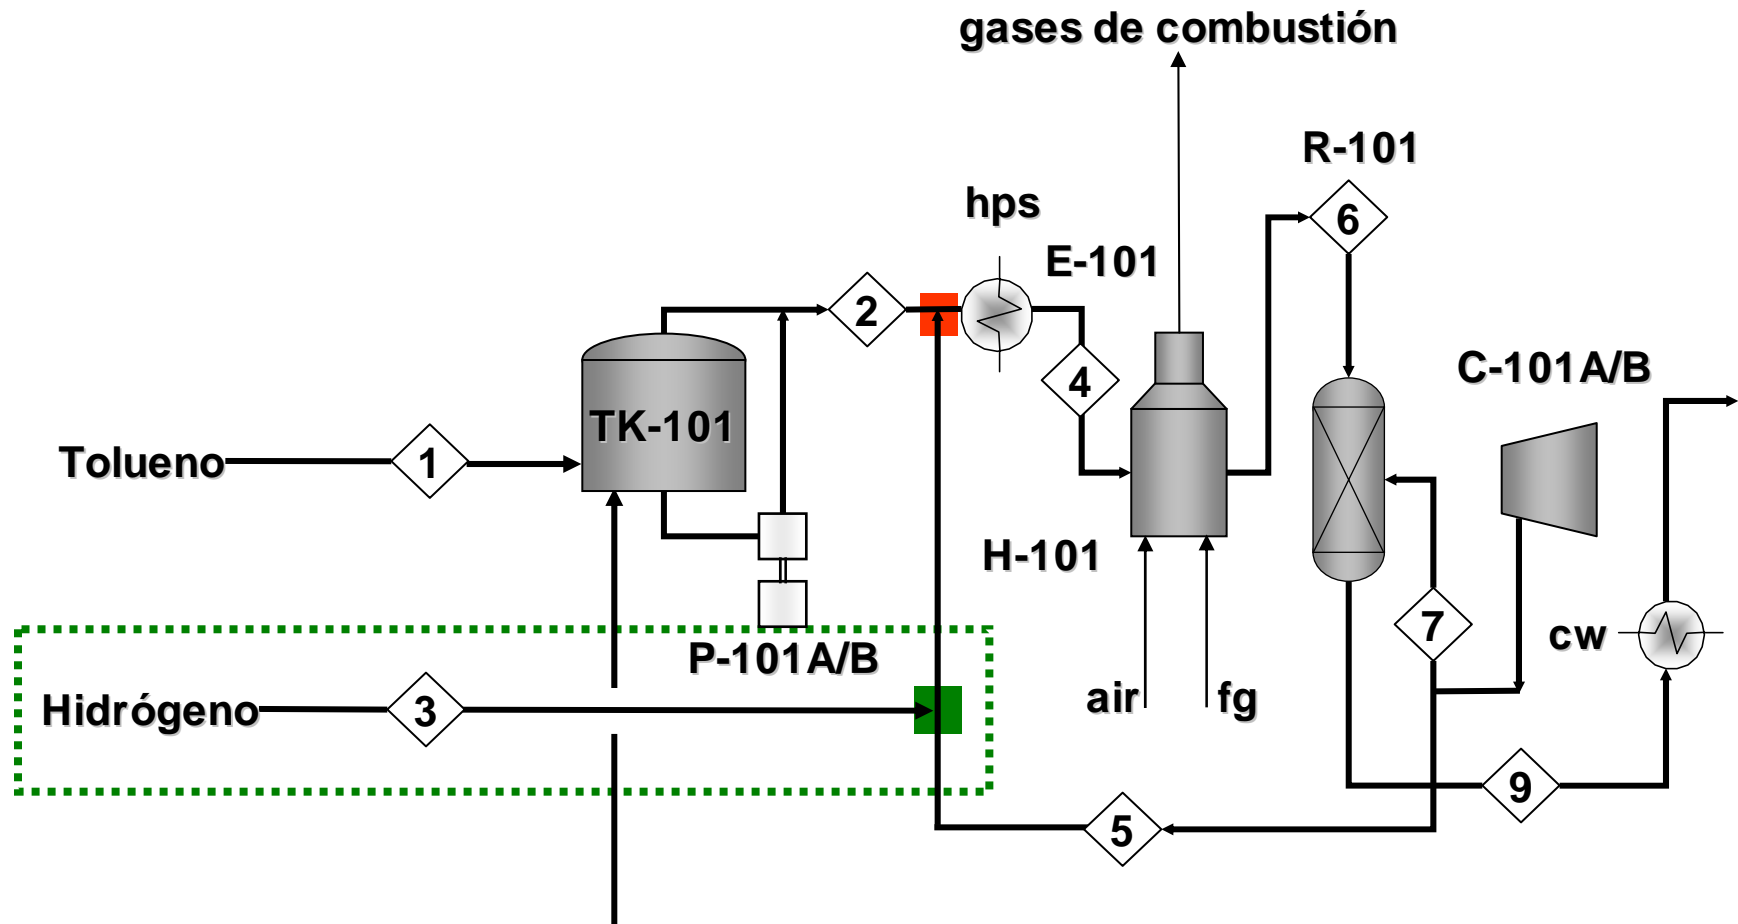 gases de combustión
R-101
6
hps
E-101
2
4
C-101A/B
TK-101
Tolueno
1
H-101
7
cw
P-101A/B
Hidrógeno
3
air
fg
9
5